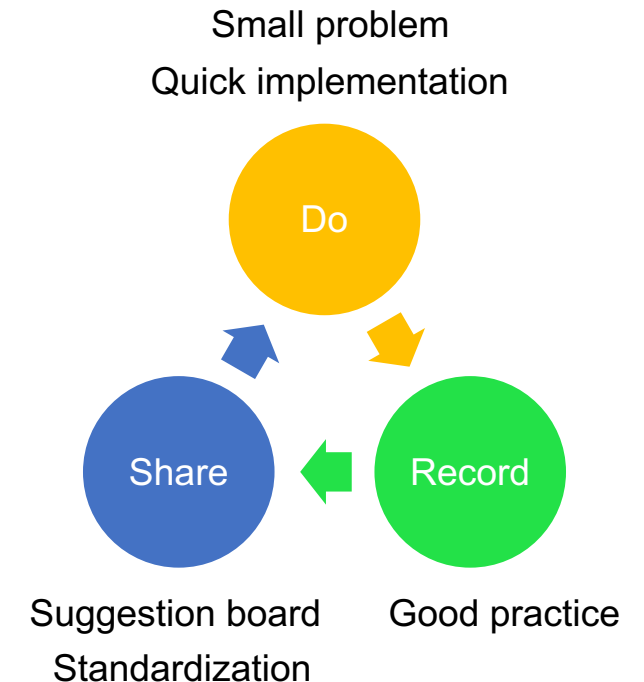 Small problem
Quick implementation
Do
Share
Record
Suggestion board
Standardization
Good practice